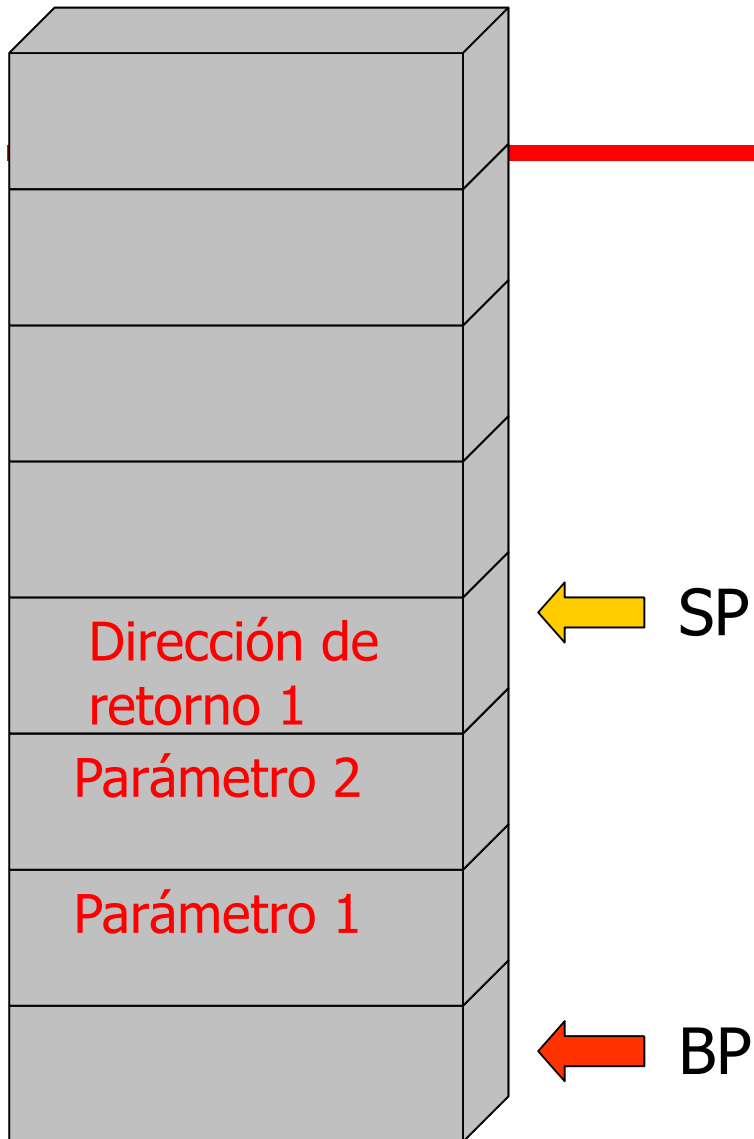 Dirección de
retorno 1
SP
Parámetro 2
Parámetro 1
BP